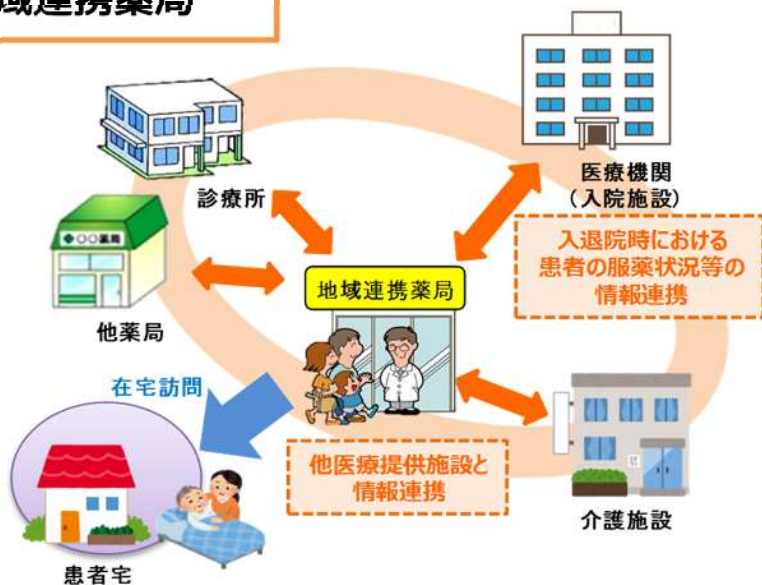 域連携薬局
診療所
医療機関
(入院施設)
入退院時における
患者の服薬状況等の
情報連携
○○薬局
他薬局
地域連携薬局
在宅訪問
他医療提供施設と
情報連携
介護施設
患者宅